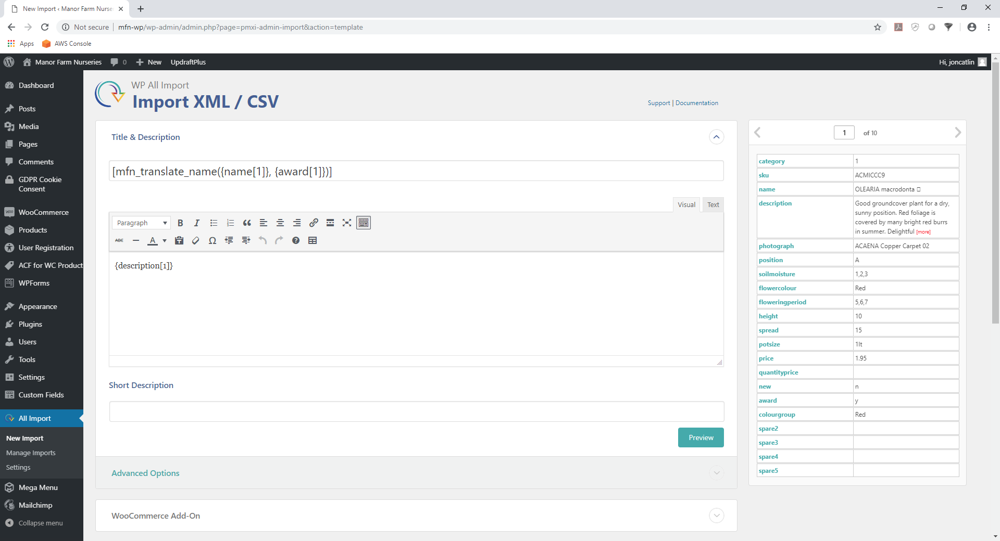 New Import ‹ Manor Farm Nurse
Not secure
mfn-wp/wp-admin/admin.php?page=pmxi-admin-import&action=template
Apps
AWS Console
Manor Farm Nurseries
0
New
UpdraftPlus
Hi, joncatlin
Dashboard
Posts
Media
Pages
Comments
GDPR Cookie
Consent
WooCommerce
Products
User Registration
ACF for WC Product
WPForms
Appearance
Plugins
Users
Tools
Settings
Custom Fields
All Import
New Import
Manage Imports
Settings
Mega Menu
Mailchimp
Collapse menu
WP All Import
Import XML / CSV
Support | Documentation
Title & Description
[mfn_translate_name({name[1]}, {award[1]})]
Visual
Text
Paragraph
B I
ABC
A
Ω
{description[1]}
Short Description
Preview
Advanced Options
WooCommerce Add-On
1 of 10
category 1
sku ACMICCC9
name OLEARIA macrodonta
description Good groundcover plant for a dry,
sunny position. Red foliage is
covered by many bright red burrs
in summer. Delightful [more]
photograph ACAENA Copper Carpet 02
position A
soilmoisture 1,2,3
flowercolour Red
floweringperiod 5,6,7
height 10
spread 15
potsize 1lt
price 1.95
quantityprice
new n
award y
colourgroup Red
spare2
spare3
spare4
spare5